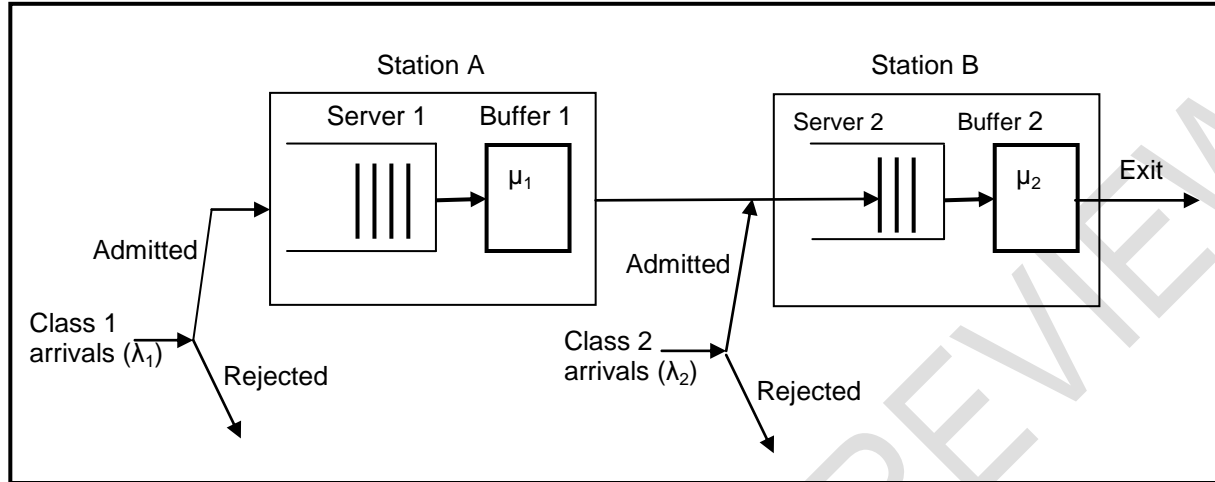 Station A
Station B
Server 1
Buffer 1
Server 2
Buffer 2
μ1
μ2
Exit
Admitted
Admitted
Class 1
arrivals (λ1)
Class 2
arrivals (λ2)
Rejected
Rejected
REVIEW